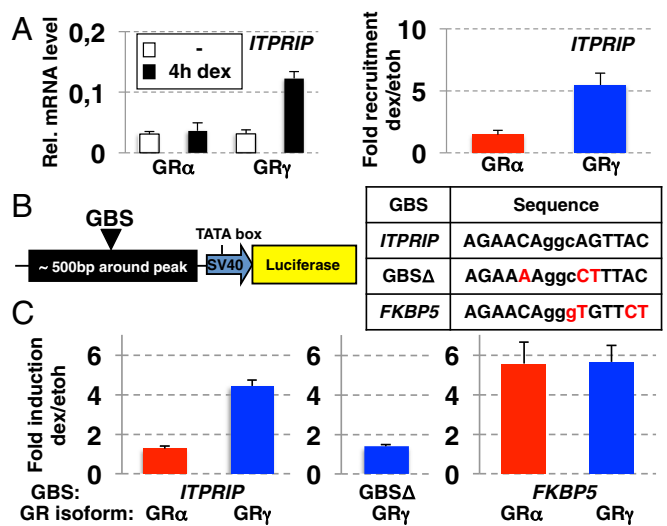 A
Rel. mRNA level
0,2
0,1
0
ITPRIP
-
4h dex
GRα
GRγ
Fold recruitment
dex/etoh
10
5
0
ITPRIP
GRα
GRγ
B
GBS
TATA box
~ 500bp around peak
SV40
Luciferase
GBS Sequence
ITPRIP AGAACAggcAGTTAC
GBSΔ AGAAAAggcCTTTAC
FKBP5 AGAACAgggTGTTCT
C
Fold induction
dex/etoh
6
4
2
0
6
4
2
0
6
4
2
0
GBS: ITPRIP GBSΔ FKBP5
GR isoform: GRα GRγ GRγ GRα GRγ